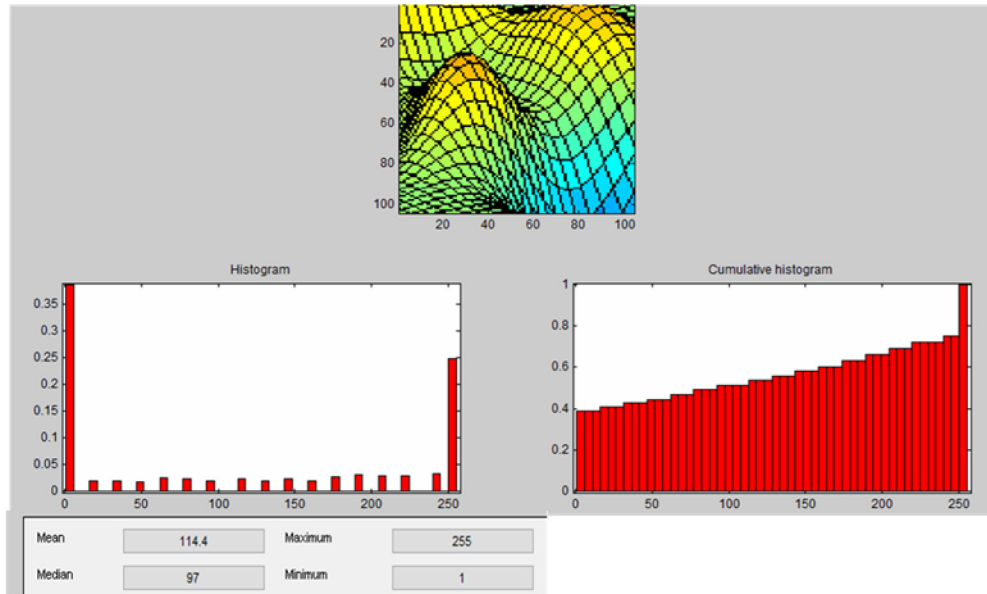 20
40
60
80
100
20 40 60 80 100
Histogram
0.35
0.3
0.25
0.2
0.15
0.1
0.05
0
0 50 100 150 200 250
Cumulative histogram
1
0.8
0.6
0.4
0.2
0
0 50 100 150 200 250
Mean 114.4 Maximum 255
Median 97 Minimum 1